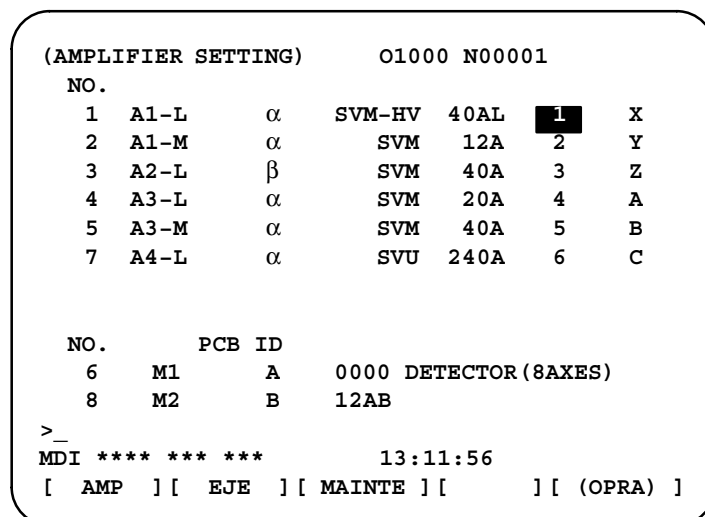 (AMPLIFIER SETTING) O1000 N00001
NO.
1 A1-L α SVM-HV 40AL 1 X
2 A1-M α SVM 12A 2 Y
3 A2-L β SVM 40A 3 Z
4 A3-L α SVM 20A 4 A
5 A3-M α SVM 40A 5 B
7 A4-L α SVU 240A 6 C
NO. PCB ID
6 M1 A 0000 DETECTOR(8AXES)
8 M2 B 12AB
>_
MDI **** *** *** 13:11:56
[ AMP ] [ EJE ] [ MAINTE ] [ ] [ (OPRA) ]